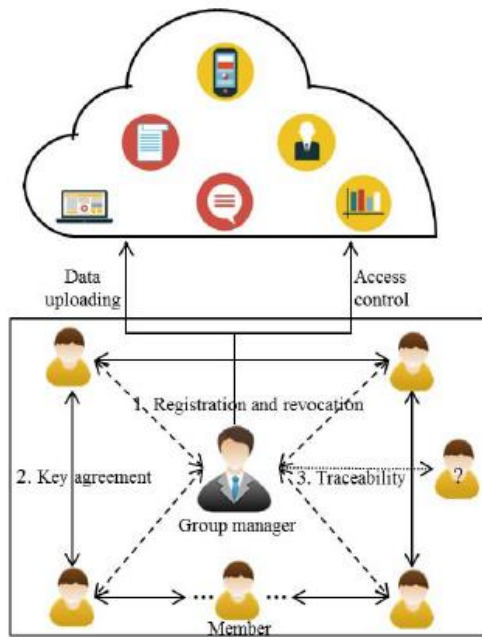 Data
uploading
Access
control
1. Registration and revocation
2. Key agreement
3. Traceability
?
Group manager
...
...
Member